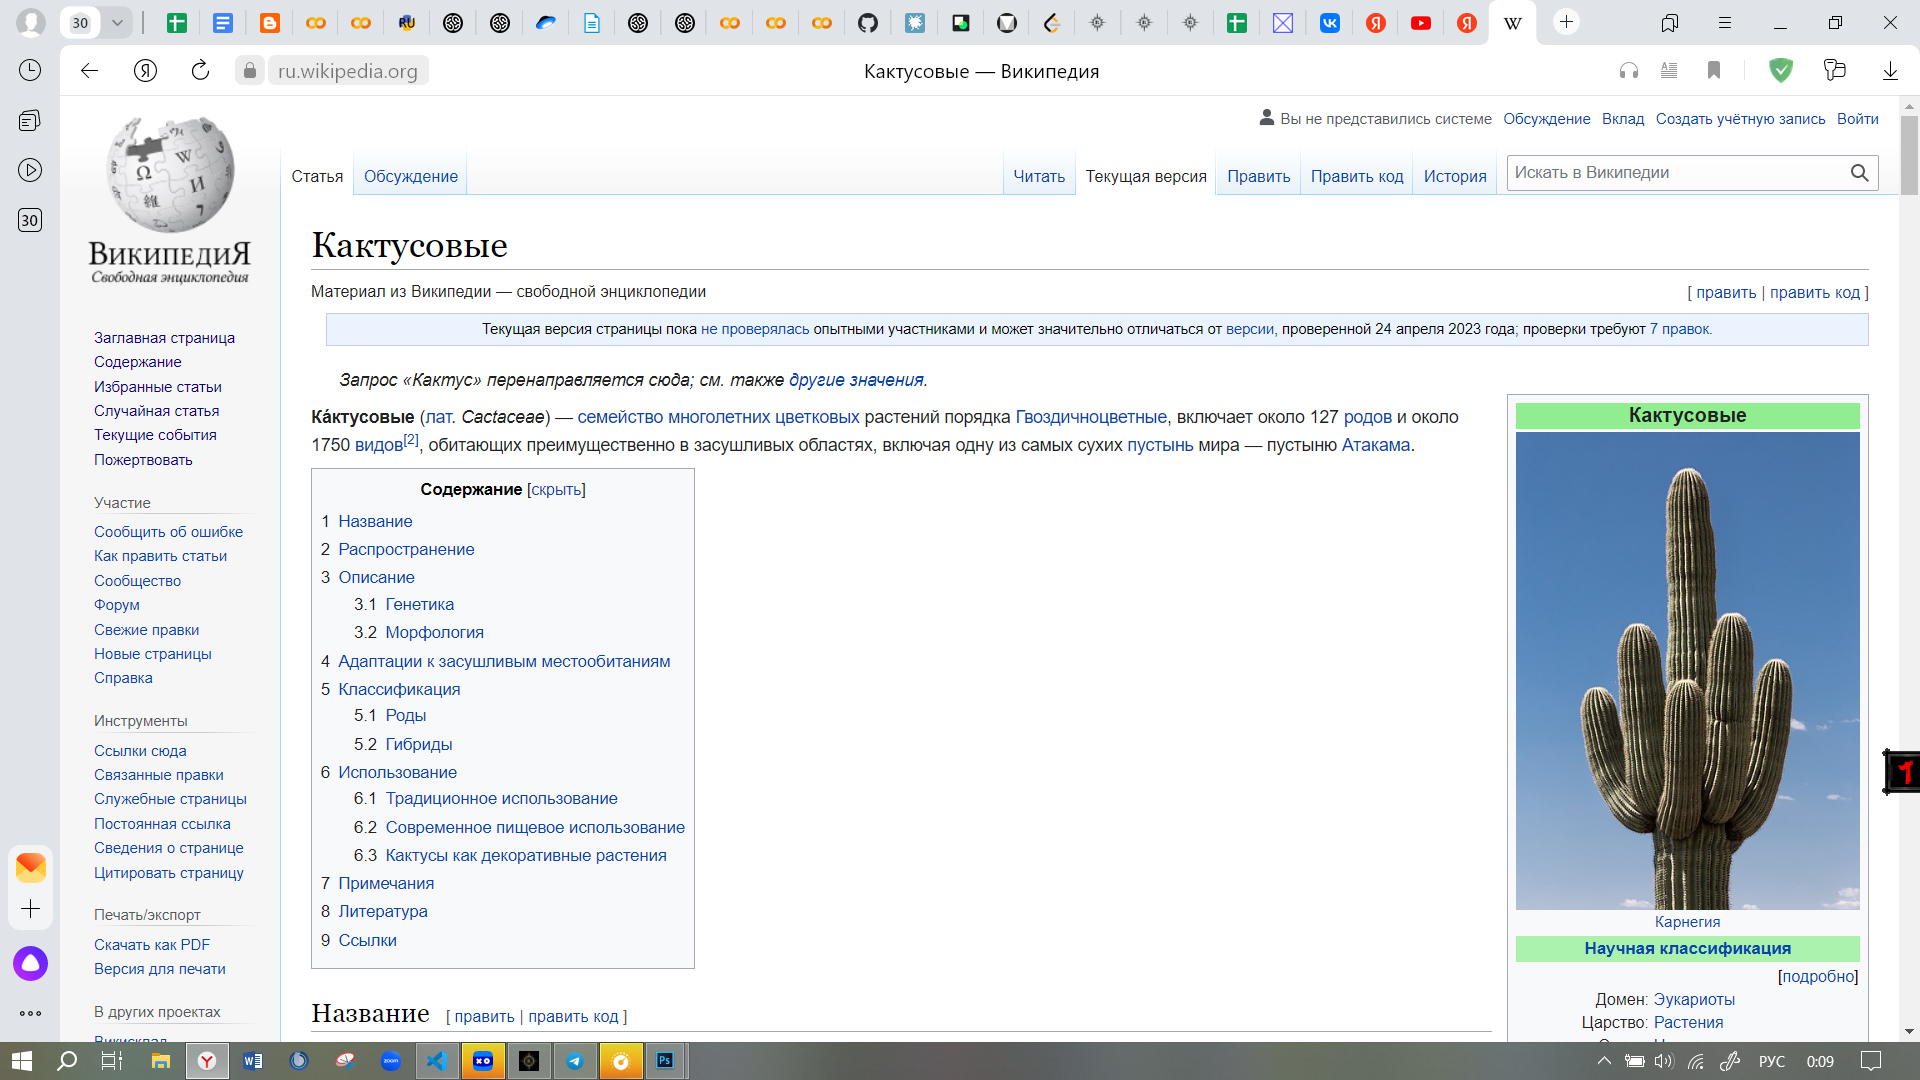 30
ru.wikipedia.org
Кактусовые — Википедия
30
Вы не представились системе Обсуждение Вклад Создать учётную запись Войти
Статья Обсуждение Читать Текущая версия Править Править код История Искать в Википедии
ВикипедиЯ
Свободная энциклопедия
Кактусовые
Материал из Википедии — свободной энциклопедии
[ править | править код ]
Текущая версия страницы пока не проверялась опытными участниками и может значительно отличаться от версии, проверенной 24 апреля 2023 года; проверки требуют 7 правок.
Запрос «Кактус» перенаправляется сюда; см. также другие значения.
Ка́ктусовые (лат. Cactaceae) — семейство многолетних цветковых растений порядка Гвоздичноцветные, включает около 127 родов и около
1750 видов[2], обитающих преимущественно в засушливых областях, включая одну из самых сухих пустынь мира — пустыню Атакама.
Заглавная страница
Содержание
Избранные статьи
Случайная статья
Текущие события
Пожертвовать
Участие
Сообщить об ошибке
Как править статьи
Сообщество
Форум
Свежие правки
Новые страницы
Справка
Инструменты
Ссылки сюда
Связанные правки
Служебные страницы
Постоянная ссылка
Сведения о странице
Цитировать страницу
Печать/экспорт
Скачать как PDF
Версия для печати
В других проектах
Викисклад
Содержание [скрыть]
1 Название
2 Распространение
3 Описание
3.1 Генетика
3.2 Морфология
4 Адаптации к засушливым местообитаниям
5 Классификация
5.1 Роды
5.2 Гибриды
6 Использование
6.1 Традиционное использование
6.2 Современное пищевое использование
6.3 Кактусы как декоративные растения
7 Примечания
8 Литература
9 Ссылки
Название [ править | править код ]
Кактусовые
Карнегия
Научная классификация
[подробно]
Домен: Эукариоты
Царство: Растения
РУС
0:09